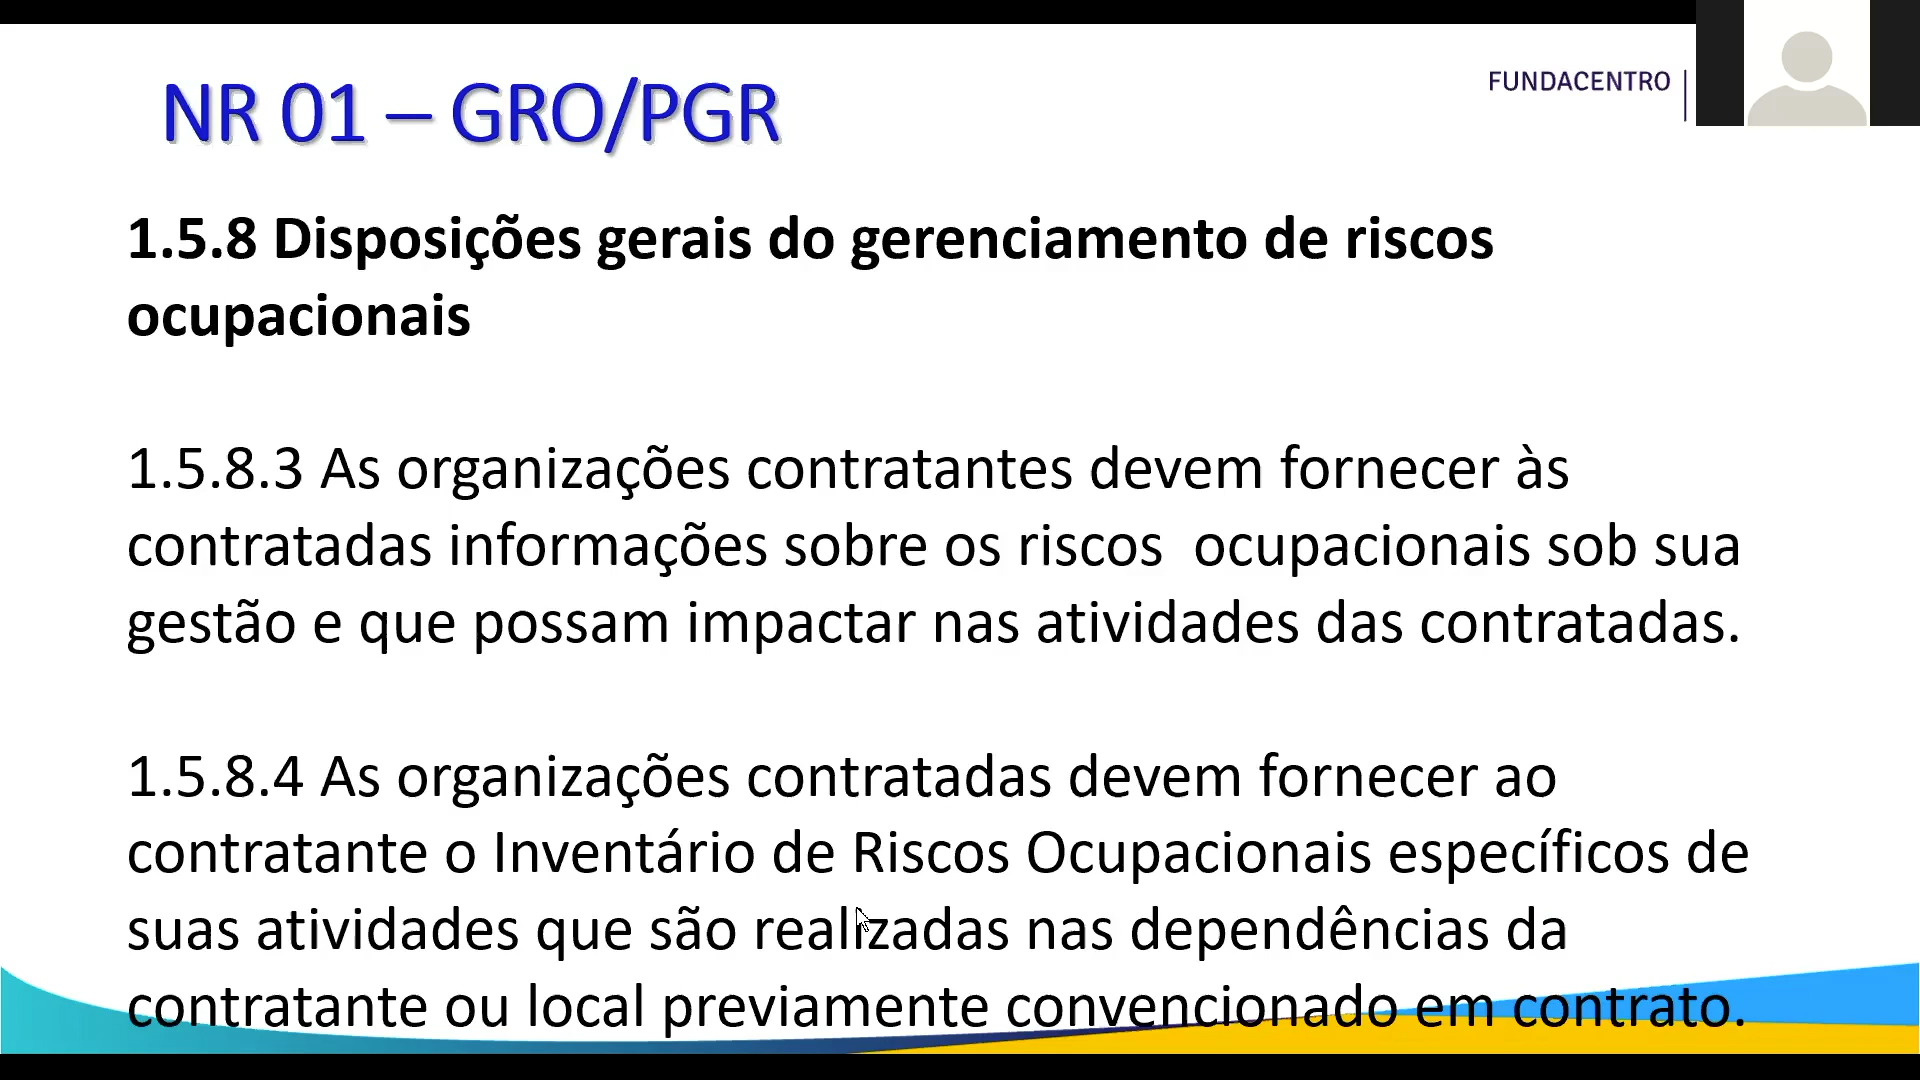 NR 01 – GRO/PGR
FUNDACENTRO
1.5.8 Disposições gerais do gerenciamento de riscos
ocupacionais
1.5.8.3 As organizações contratantes devem fornecer às
contratadas informações sobre os riscos  ocupacionais sob sua
gestão e que possam impactar nas atividades das contratadas.
1.5.8.4 As organizações contratadas devem fornecer ao
contratante o Inventário de Riscos Ocupacionais específicos de
suas atividades que são realizadas nas dependências da
contratante ou local previamente convencionado em contrato.